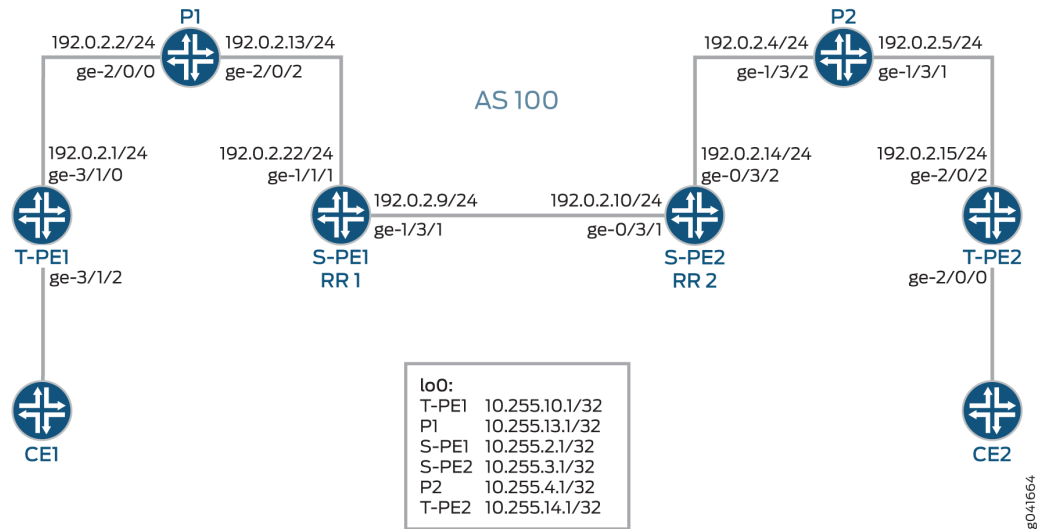 P1
P2
192.0.2.2/24
192.0.2.13/24
192.0.2.4/24
192.0.2.5/24
ge-2/0/0
ge-2/0/2
ge-1/3/2
ge-1/3/1
AS 100
192.0.2.1/24
ge-3/1/0
192.0.2.22/24
ge-1/1/1
192.0.2.14/24
ge-0/3/2
192.0.2.15/24
ge-2/0/2
192.0.2.9/24
192.0.2.10/24
ge-1/3/1
ge-0/3/1
T-PE1
S-PE1
RR 1
S-PE2
RR 2
T-PE2
ge-3/1/2
ge-2/0/0
lo0:
T-PE1 10.255.10.1/32
P1 10.255.13.1/32
S-PE1 10.255.2.1/32
S-PE2 10.255.3.1/32
P2 10.255.4.1/32
T-PE2 10.255.14.1/32
CE1
CE2
g041664